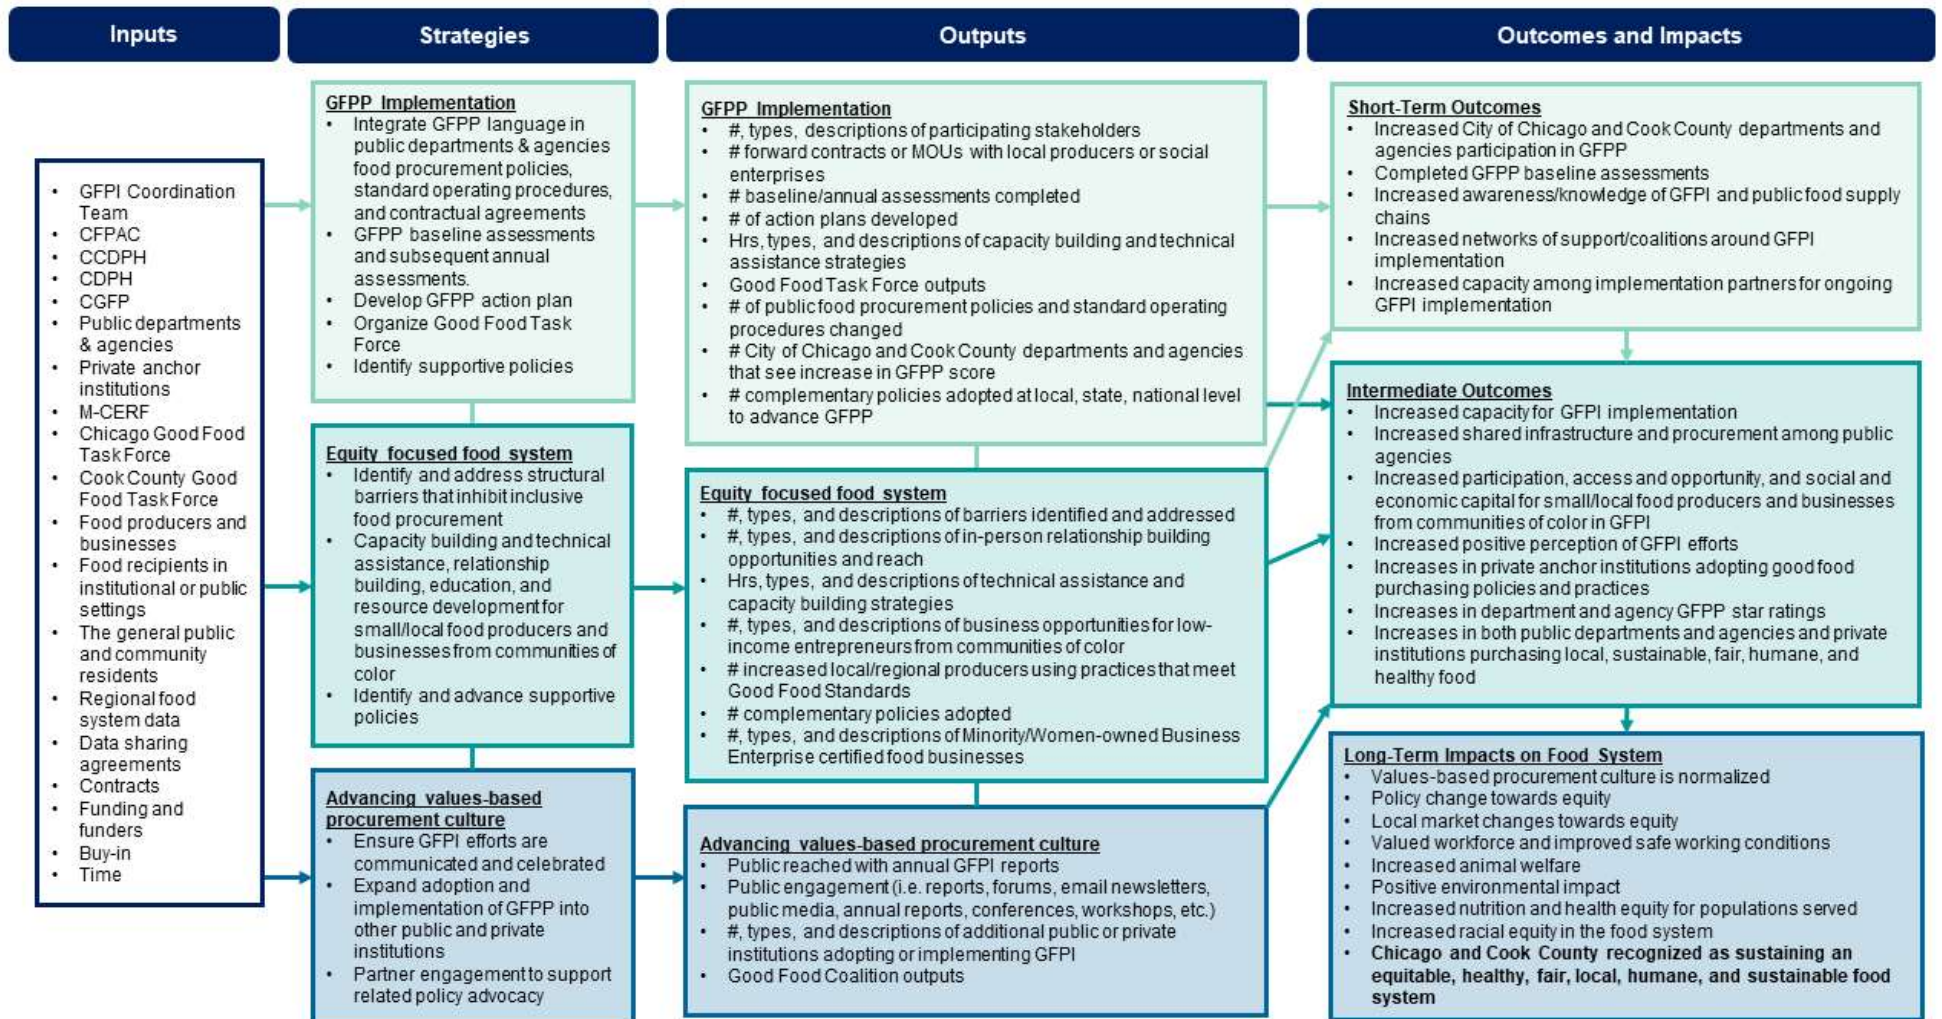 Inputs
Strategies
Outputs
Outcomes and Impacts
• GFPI Coordination
Team
• CFPAC
• CCDPH
• CDPH
• CGFP
• Public departments
& agencies
• Private anchor
institutions
• M-CERF
• Chicago Good Food
Task Force
• Cook County Good
Food Task Force
• Food producers and
businesses
• Food recipients in
institutional or public
settings
• The general public
and community
residents
• Regional food
system data
• Data sharing
agreements
• Contracts
• Funding and
funders
• Buy-in
• Time
GFPP Implementation
• Integrate GFPP language in
public departments & agencies
food procurement policies,
standard operating procedures,
and contractual agreements
• GFPP baseline assessments
and subsequent annual
assessments.
• Develop GFPP action plan
• Organize Good Food Task
Force
• Identify supportive policies
Equity focused food system
• Identify and address structural
barriers that inhibit inclusive
food procurement
• Capacity building and technical
assistance, relationship
building, education, and
resource development for
small/local food producers and
businesses from communities of
color
• Identify and advance supportive
policies
Advancing values-based
procurement culture
• Ensure GFPI efforts are
communicated and celebrated
• Expand adoption and
implementation of GFPP into
other public and private
institutions
• Partner engagement to support
related policy advocacy
GFPP Implementation
• #, types, descriptions of participating stakeholders
• # forward contracts or MOUs with local producers or social
enterprises
• # baseline/annual assessments completed
• # of action plans developed
• Hrs, types, and descriptions of capacity building and technical
assistance strategies
• Good Food Task Force outputs
• # of public food procurement policies and standard operating
procedures changed
• # City of Chicago and Cook County departments and agencies
that see increase in GFPP score
• # complementary policies adopted at local, state, national level
to advance GFPP
Equity focused food system
• #, types, and descriptions of barriers identified and addressed
• #, types, and descriptions of in-person relationship building
opportunities and reach
• Hrs, types, and descriptions of technical assistance and
capacity building strategies
• #, types, and descriptions of business opportunities for low-
income entrepreneurs from communities of color
• # increased local/regional producers using practices that meet
Good Food Standards
• # complementary policies adopted
• #, types, and descriptions of Minority/Women-owned Business
Enterprise certified food businesses
Advancing values-based procurement culture
• Public reached with annual GFPI reports
• Public engagement (i.e. reports, forums, email newsletters,
public media, annual reports, conferences, workshops, etc.)
• #, types, and descriptions of additional public or private
institutions adopting or implementing GFPI
• Good Food Coalition outputs
Short-Term Outcomes
• Increased City of Chicago and Cook County departments and
agencies participation in GFPP
• Completed GFPP baseline assessments
• Increased awareness/knowledge of GFPI and public food supply
chains
• Increased networks of support/coalitions around GFPI
implementation
• Increased capacity among implementation partners for ongoing
GFPI implementation
Intermediate Outcomes
• Increased capacity for GFPI implementation
• Increased shared infrastructure and procurement among public
agencies
• Increased participation, access and opportunity, and social and
economic capital for small/local food producers and businesses
from communities of color in GFPI
• Increased positive perception of GFPI efforts
• Increases in private anchor institutions adopting good food
purchasing policies and practices
• Increases in department and agency GFPP star ratings
• Increases in both public departments and agencies and private
institutions purchasing local, sustainable, fair, humane, and
healthy food
Long-Term Impacts on Food System
• Values-based procurement culture is normalized
• Policy change towards equity
• Local market changes towards equity
• Valued workforce and improved safe working conditions
• Increased animal welfare
• Positive environmental impact
• Increased nutrition and health equity for populations served
• Increased racial equity in the food system
• Chicago and Cook County recognized as sustaining an
equitable, healthy, fair, local, humane, and sustainable food
system